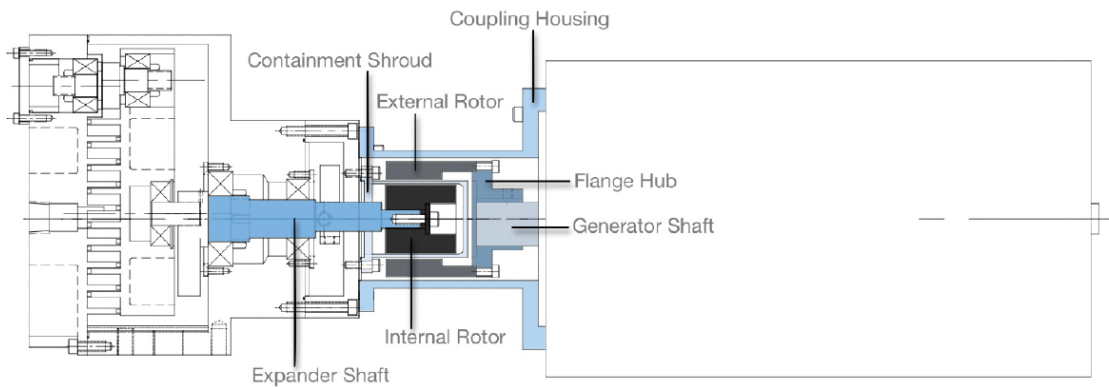 Coupling Housing
Containment Shroud
External Rotor
Flange Hub
Generator Shaft
Internal Rotor
Expander Shaft